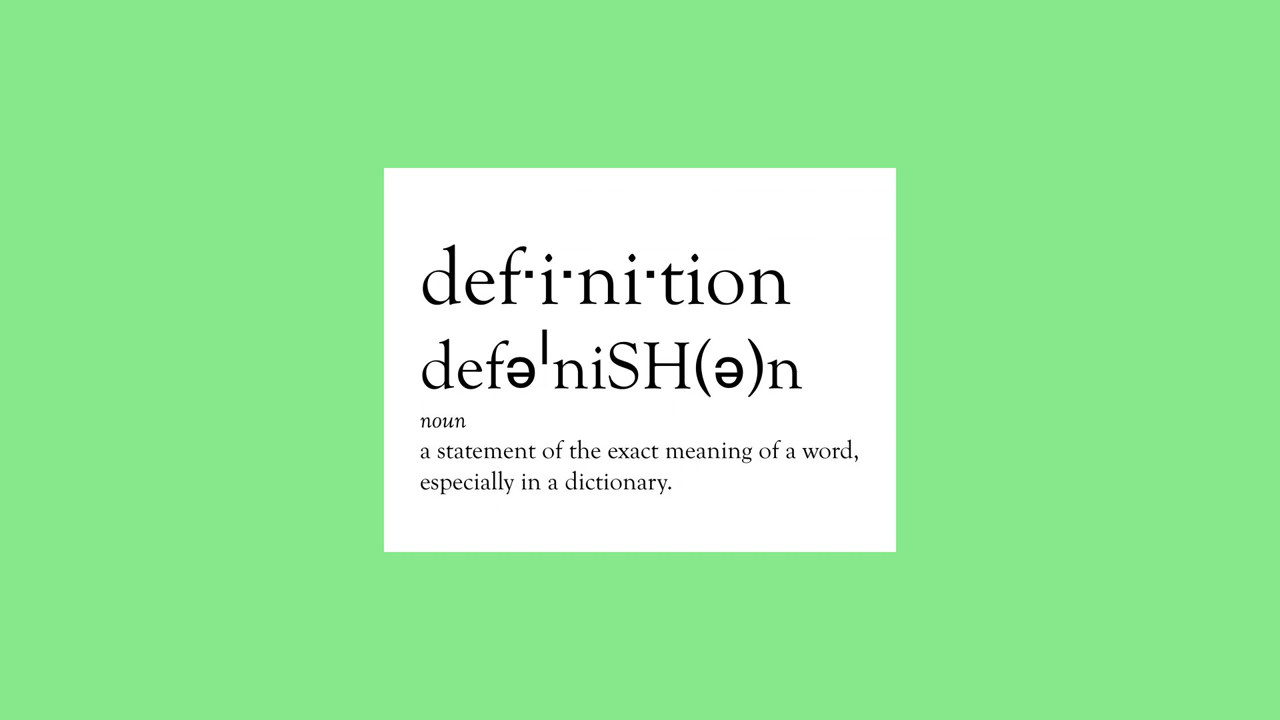 def·i·ni·tion
defəˈniSH(ə)n
noun
a statement of the exact meaning of a word,
especially in a dictionary.